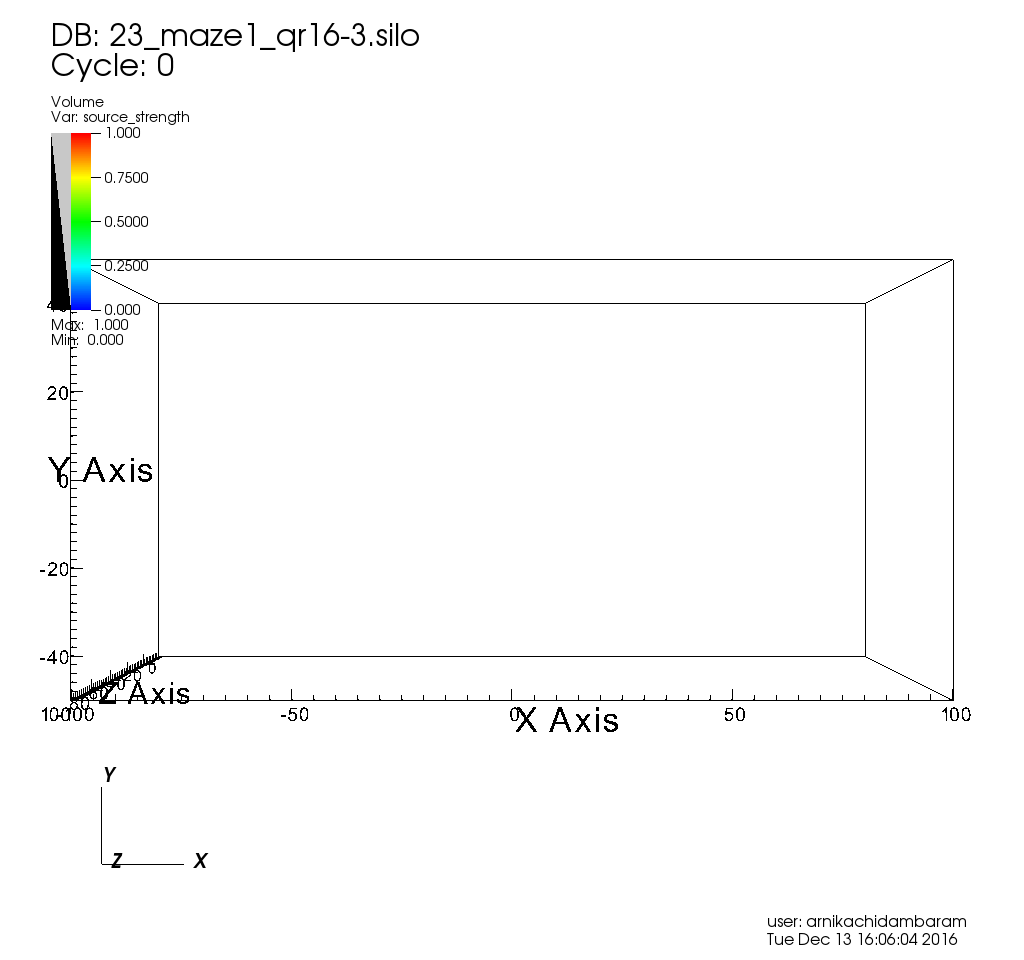 DB: 23_maze1_qr16-3.silo
Cycle: 0
Volume
Var: source_strength
1.000
0.7500
0.5000
0.2500
0.000
Max: 1.000
Min: 0.000
20
Y Axis
0
-20
-40
0
Z Axis
-50
0
X Axis
50
100
Y
Z
X
user: arnikachidambaram
Tue Dec 13 16:06:04 2016